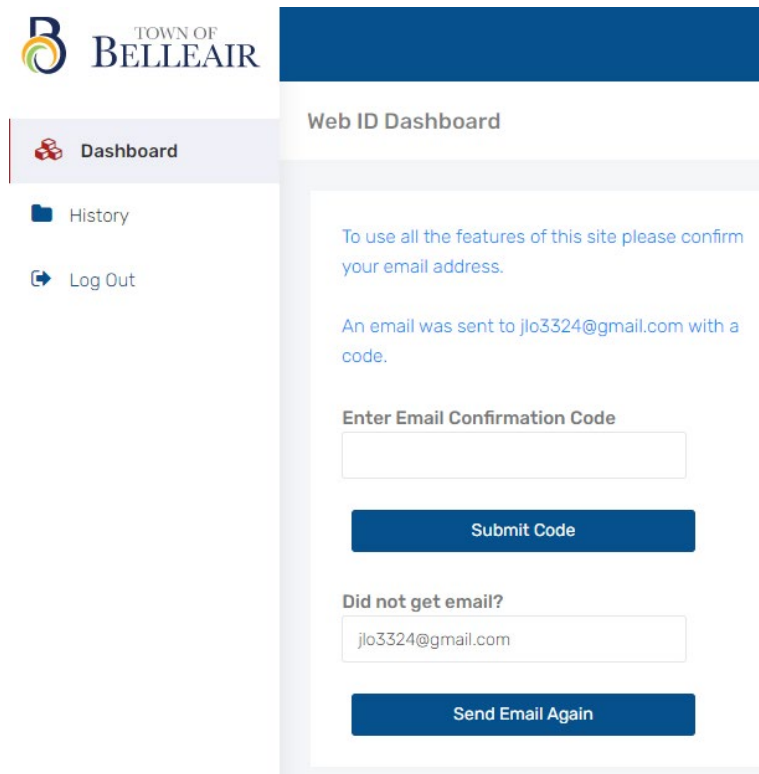 TOWN OF
BELLEAIR
Dashboard
History
Log Out
Web ID Dashboard
To use all the features of this site please confirm
your email address.
An email was sent to jlo3324@gmail.com with a
code.
Enter Email Confirmation Code
Submit Code
Did not get email?
jlo3324@gmail.com
Send Email Again